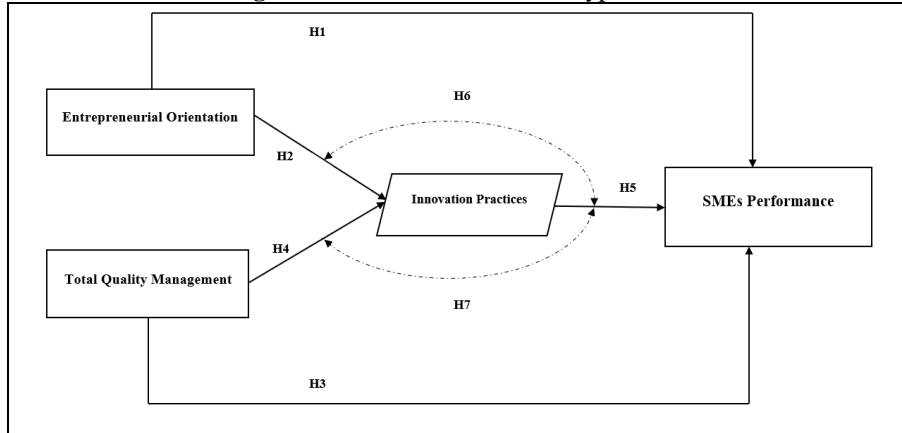 H1
H6
Entrepreneurial Orientation
H2
H5
Innovation Practices
SMEs Performance
H4
Total Quality Management
H7
H3